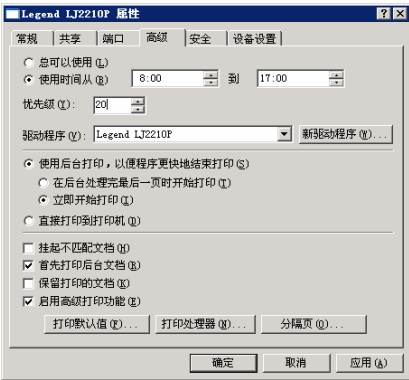 Legend LJ2210P 属性
常规 共享 端口 高级 安全 设备设置
总可以使用(L)
使用时间从(B) 8:00 到 17:00
优先级(Y): 20
驱动程序(V): Legend LJ2210P 新驱动程序(W)...
使用后台打印，以便程序更快地结束打印(S)
在后台处理完最后一页时开始打印(T)
立即开始打印(I)
直接打印到打印机(D)
挂起不匹配文档(H)
首先打印后台文档(R)
保留打印的文档(K)
启用高级打印功能(E)
打印默认值(F)... 打印处理器(N)... 分隔页(O)...
确定 取消 应用(A)